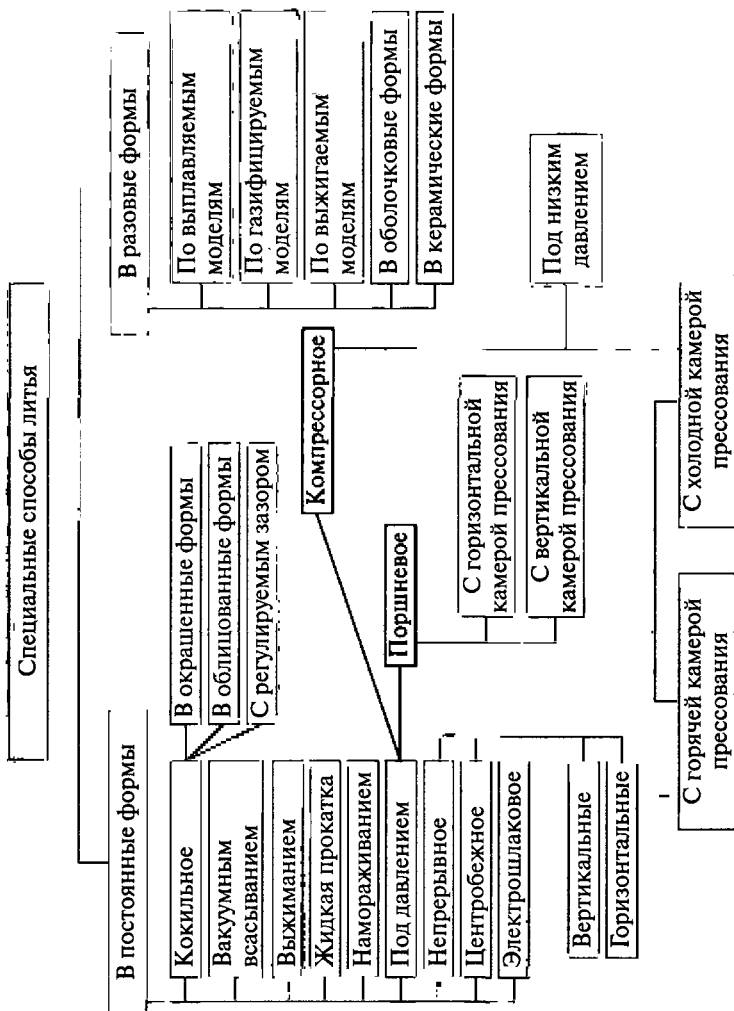 Специальные способы литья
В постоянные формы
В разовые формы
Кокильное
Вакуумным
всасыванием
Выжиманием
Жидкая прокатка
Намораживанием
Под давлением
Непрерывное
Центробежное
Электрошлаковое
Вертикальные
Горизонтальные
В окрашенные формы
В облицованные формы
С регулируемым зазором
Компрессорное
Поршневое
С горизонтальной
камерой прессования
С вертикальной
камерой прессования
По выплавляемым
моделям
По газифицируемым
моделям
По выжигаемым
моделям
В оболочковые формы
В керамические формы
Под низким
давлением
С горячей камерой
прессования
С холодной камерой
прессования